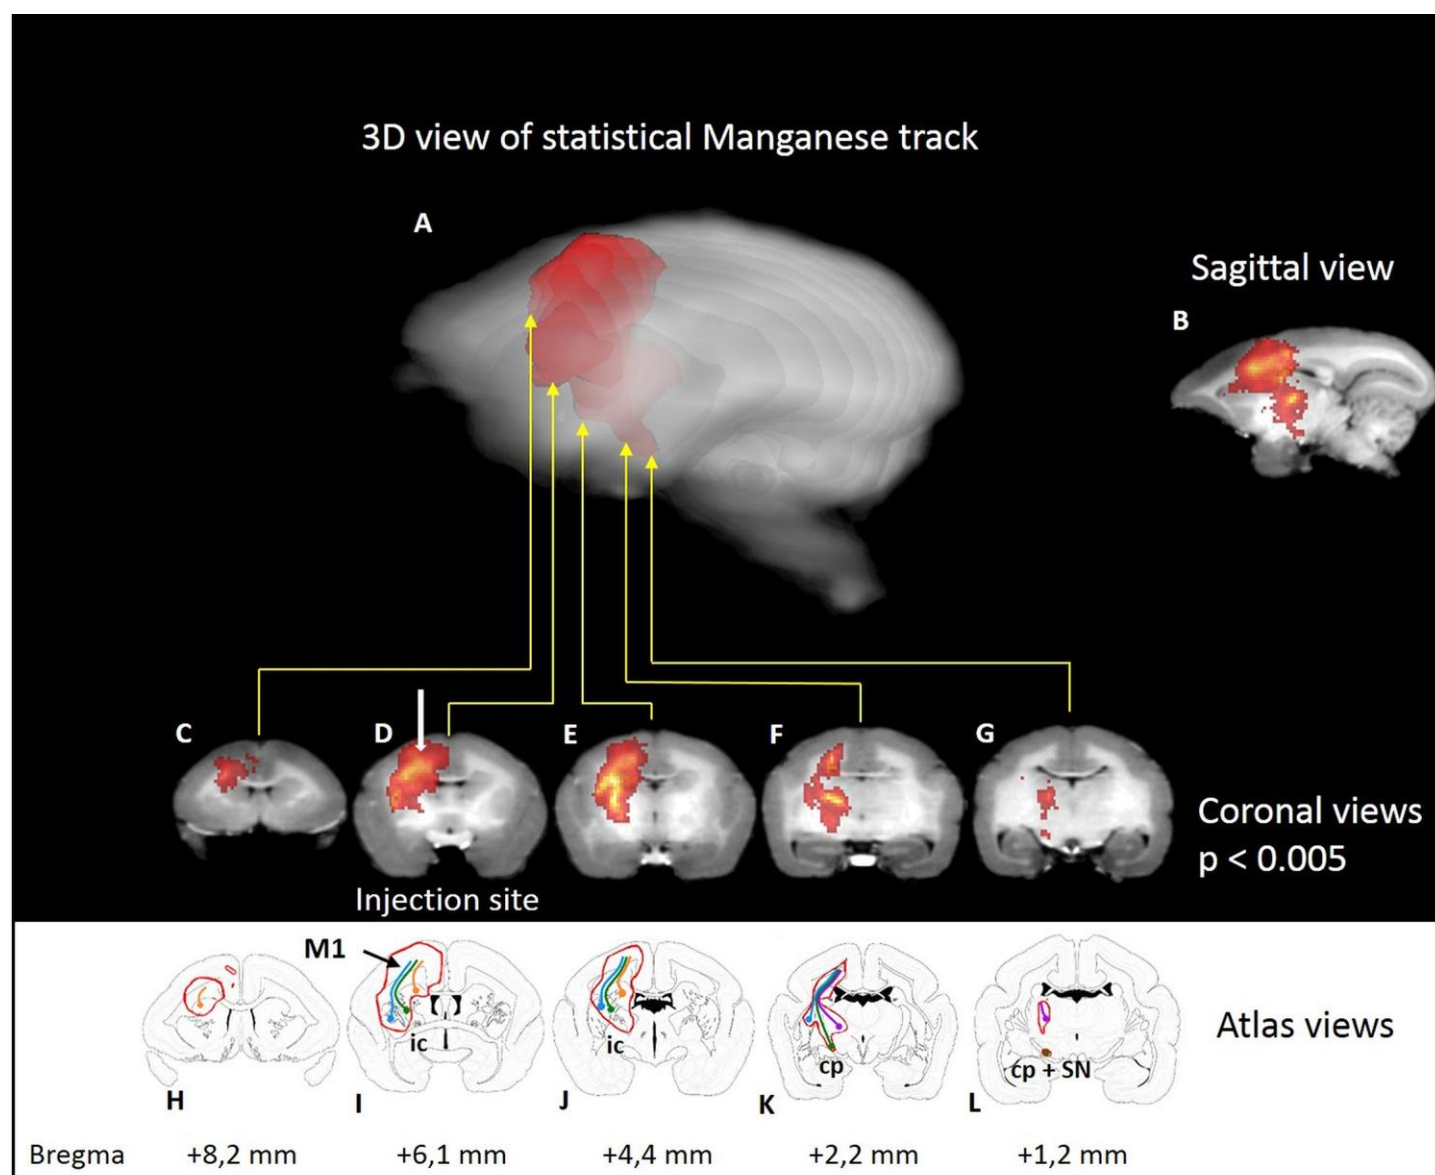 3D view of statistical Manganese track
A
Sagittal view
B
C
D
E
F
G
Coronal views
p < 0.005
Injection site
M1
ic
ic
cp
cp + SN
Atlas views
H
I
J
K
L
Bregma +8,2 mm +6,1 mm +4,4 mm +2,2 mm +1,2 mm